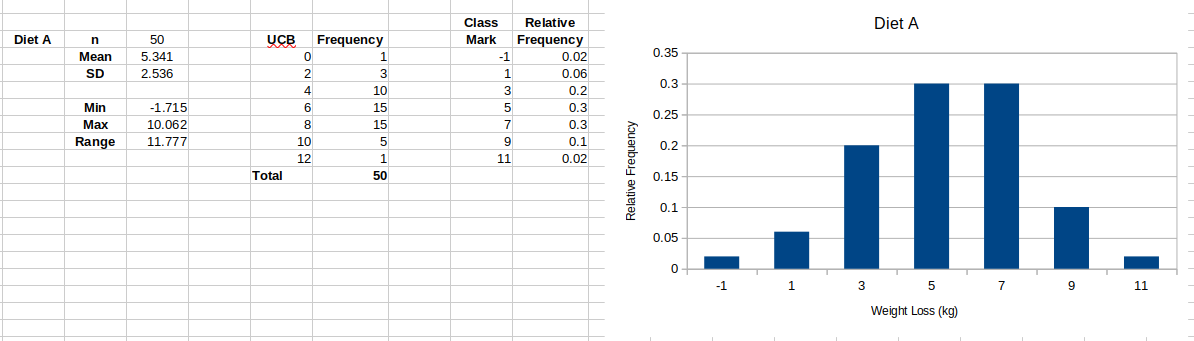 Class Relative
Diet A n 50 UCB Frequency Mark Frequency
Mean 5.341 0 1 -1 0.02
SD 2.536 2 3 1 0.06
4 10 3 0.2
Min -1.715 6 15 5 0.3
Max 10.062 8 15 7 0.3
Range 11.777 10 5 9 0.1
12 1 11 0.02
Total 50
Diet A
0.35
0.3
0.25
0.2
0.15
0.1
0.05
0
Relative Frequency
-1 1 3 5 7 9 11
Weight Loss (kg)